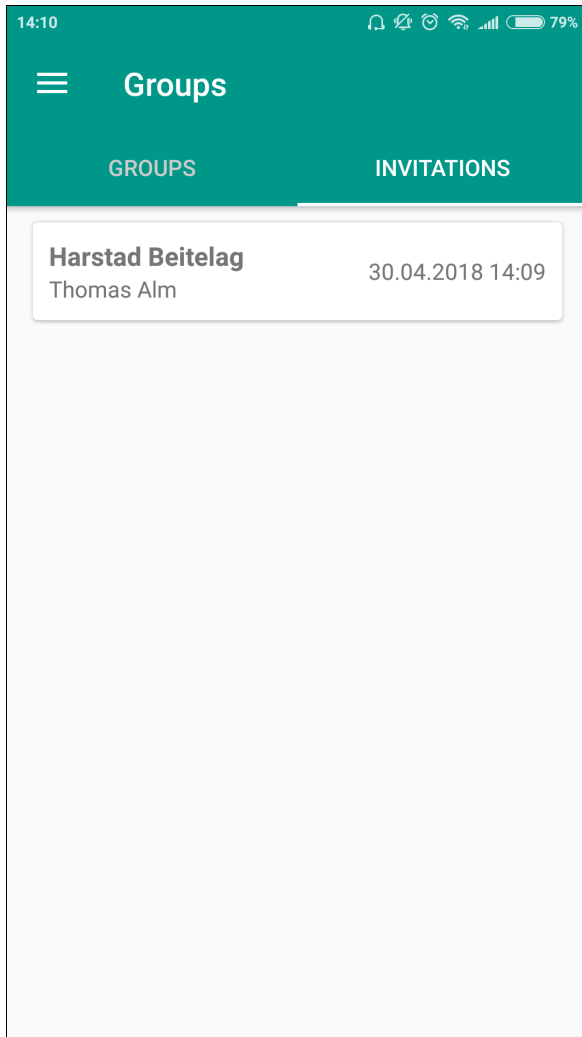 14:10 79%
Groups
GROUPS INVITATIONS
Harstad Beitelag
Thomas Alm
30.04.2018 14:09